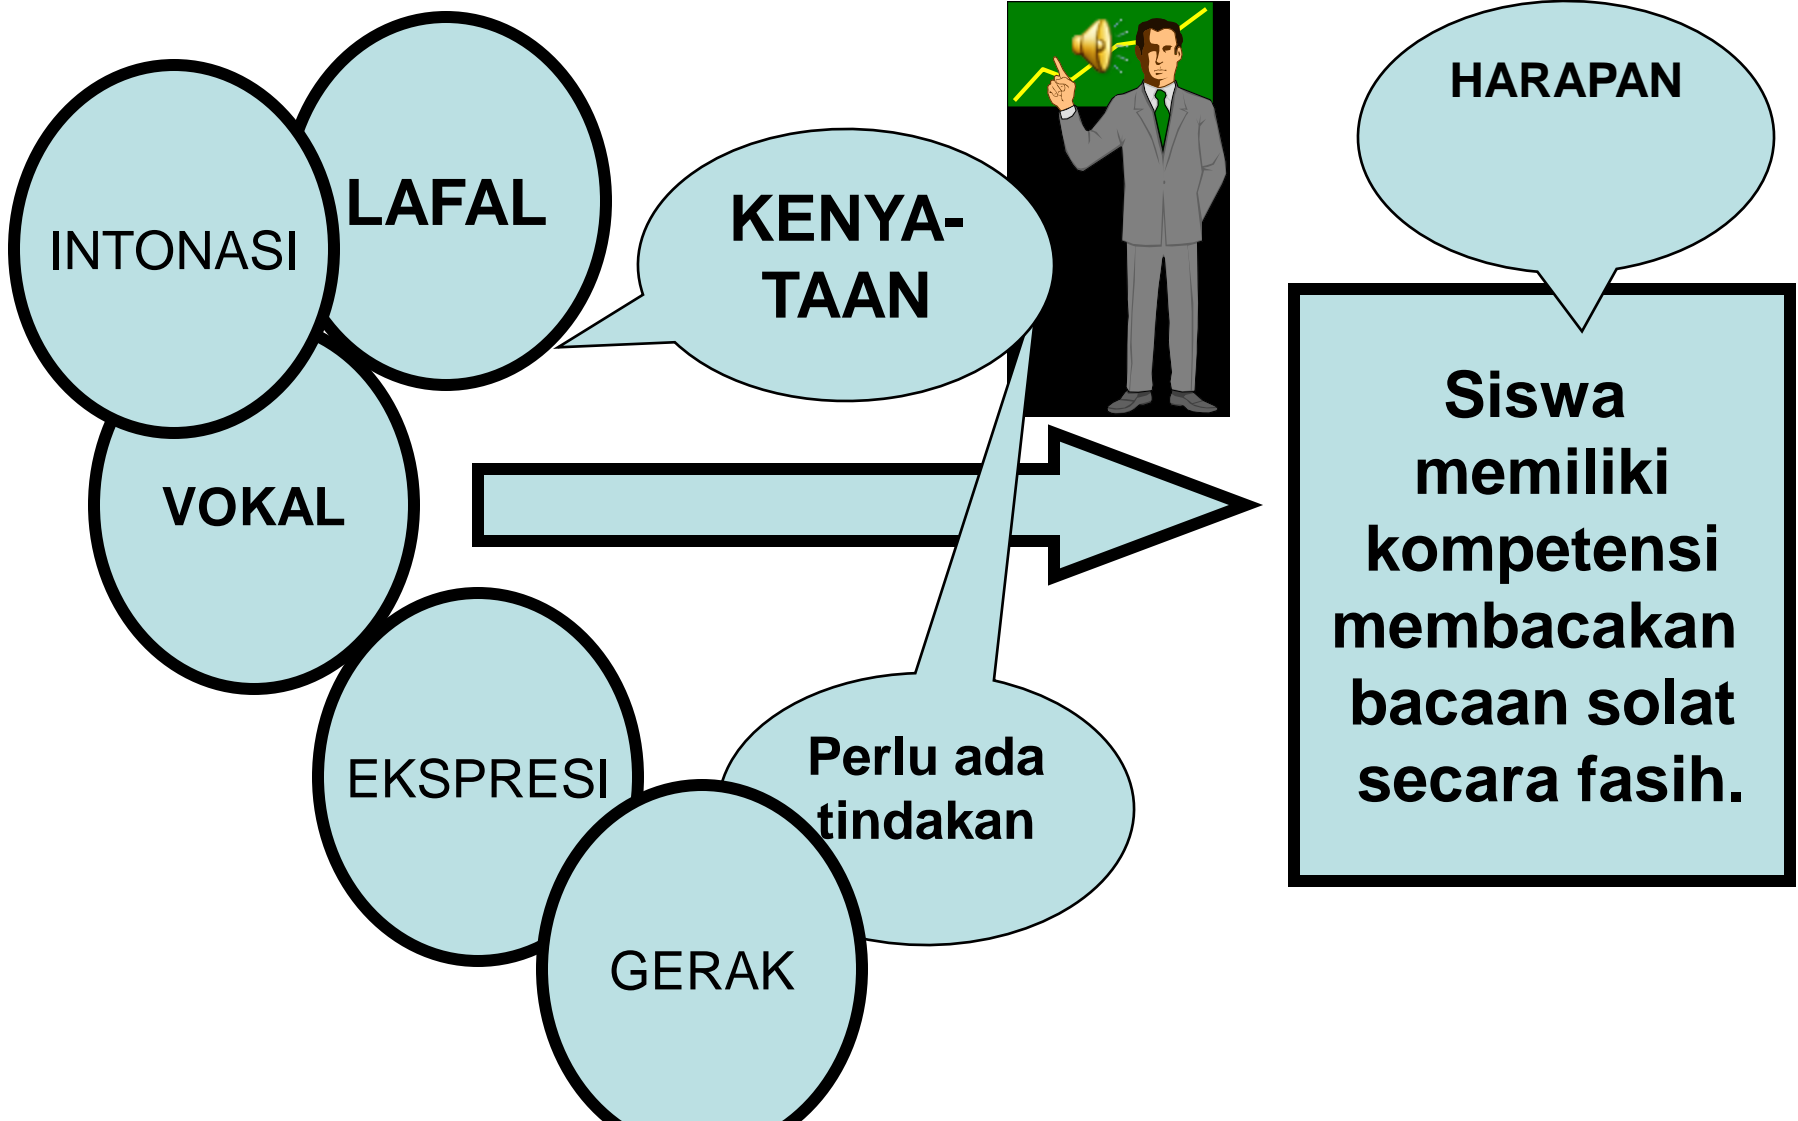 INTONASI
LAFAL
VOKAL
EKSPRESI
GERAK
KENYA-
TAAN
Perlu ada
tindakan
HARAPAN
Siswa
memiliki
kompetensi
membacakan
bacaan solat
secara fasih.